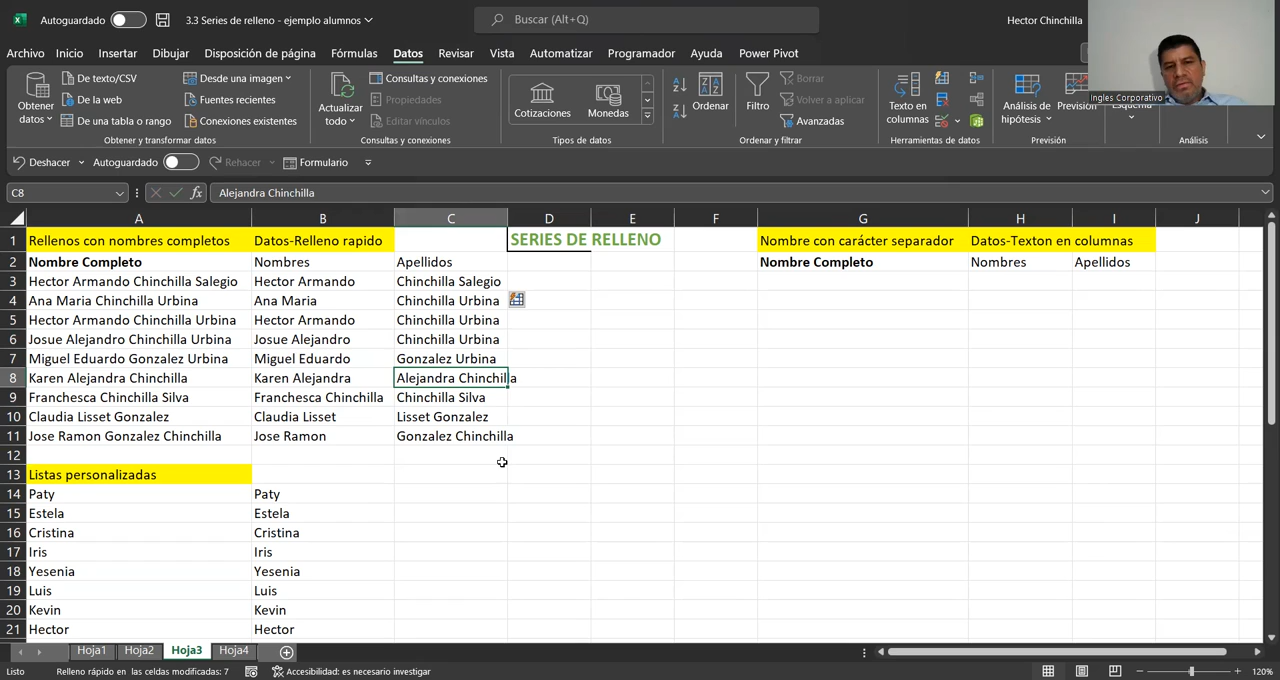 Autoguardado
3.3 Series de relleno - ejemplo alumnos
Buscar (Alt+Q)
Hector Chinchilla
Archivo Inicio Insertar Dibujar Disposición de página Fórmulas Datos Revisar Vista Automatizar Programador Ayuda Power Pivot
Ingles Corporativo
Obtener datos
De texto/CSV
De la web
De una tabla o rango
Desde una imagen
Fuentes recientes
Conexiones existentes
Obtener y transformar datos
Actualizar todo
Consultas y conexiones
Propiedades
Editar vínculos
Consultas y conexiones
Cotizaciones
Monedas
Tipos de datos
Ordenar
Filtro
Borrar
Volver a aplicar
Avanzadas
Ordenar y filtrar
Texto en columnas
Herramientas de datos
Análisis de hipótesis
Previsión
Previsión
Análisis
Deshacer Autoguardado Rehacer Formulario
C8 fx Alejandra Chinchilla
A B C D E F G H I J
1 Rellenos con nombres completos Datos-Relleno rapido SERIES DE RELLENO Nombre con carácter separador Datos-Texton en columnas
2 Nombre Completo Nombres Apellidos Nombre Completo Nombres Apellidos
3 Hector Armando Chinchilla Salegio Hector Armando Chinchilla Salegio
4 Ana Maria Chinchilla Urbina Ana Maria Chinchilla Urbina
5 Hector Armando Chinchilla Urbina Hector Armando Chinchilla Urbina
6 Josue Alejandro Chinchilla Urbina Josue Alejandro Chinchilla Urbina
7 Miguel Eduardo Gonzalez Urbina Miguel Eduardo Gonzalez Urbina
8 Karen Alejandra Chinchilla Karen Alejandra Alejandra Chinchilla
9 Franchesca Chinchilla Silva Franchesca Chinchilla Chinchilla Silva
10 Claudia Lisset Gonzalez Claudia Lisset Lisset Gonzalez
11 Jose Ramon Gonzalez Chinchilla Jose Ramon Gonzalez Chinchilla
12
13 Listas personalizadas
14 Paty Paty
15 Estela Estela
16 Cristina Cristina
17 Iris Iris
18 Yesenia Yesenia
19 Luis Luis
20 Kevin Kevin
21 Hector Hector
Hoja1 Hoja2 Hoja3 Hoja4
Listo Relleno rápido en las celdas modificadas: 7 Accesibilidad: es necesario investigar 120%